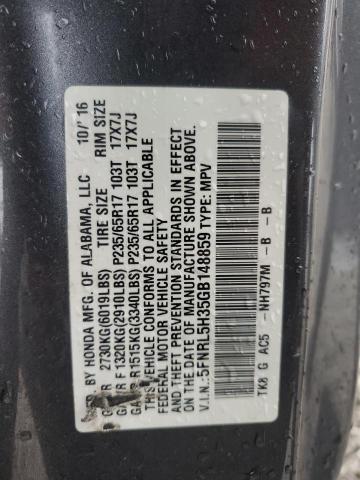 MFD. BY HONDA MFG. OF ALABAMA, LLC 10/'16
TIRE SIZE RIM SIZE
R 2730KG(6019LBS)
F 1320KG(2910LBS) P235/65R17 103T 17X7J
R1515KG(3340LBS) P235/65R17 103T 17X7J
VEHICLE CONFORMS TO ALL APPLICABLE
FEDERAL MOTOR VEHICLE SAFETY
THEFT PREVENTION STANDARDS IN EFFECT
ON THE DATE OF MANUFACTURE SHOWN ABOVE.
V.I.N.:5FNRL5H35GB148859 TYPE: MPV
TK8 G AC5 -NH797M -B -B